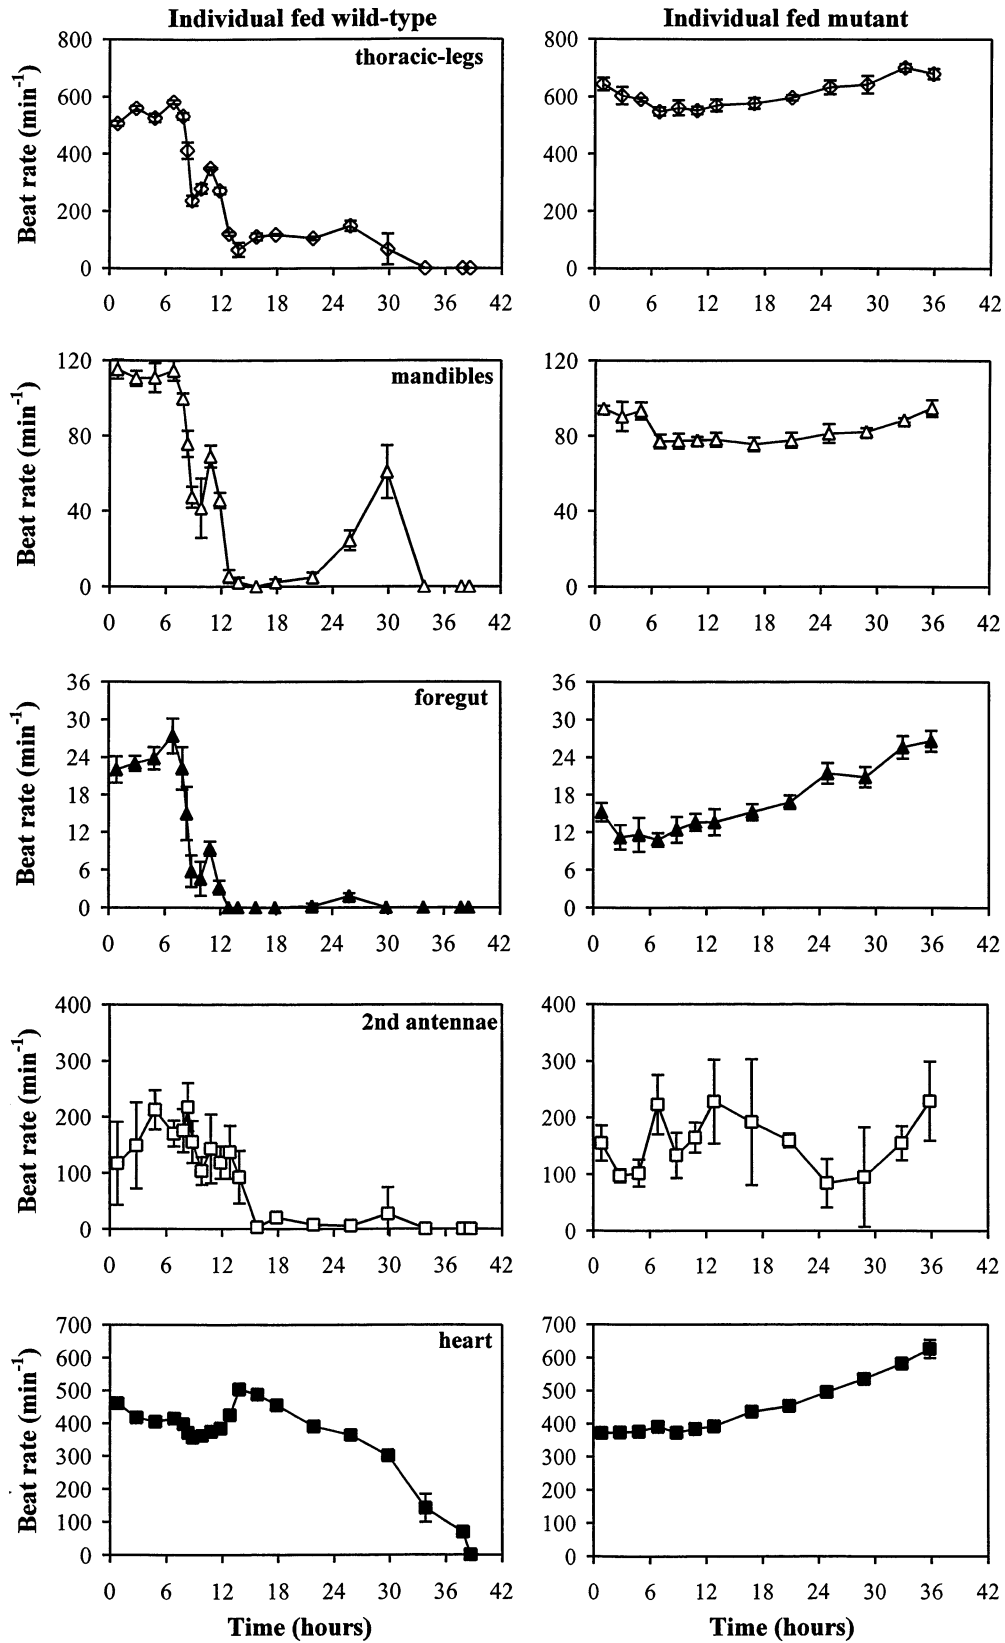 Individual fed wild-type Individual fed mutant
thoracic-legs
Beat rate (min⁻¹)
800
600
400
200
0
0 6 12 18 24 30 36 42
800
600
400
200
0
0 6 12 18 24 30 36 42
mandibles
Beat rate (min⁻¹)
120
80
40
0
0 6 12 18 24 30 36 42
120
80
40
0
0 6 12 18 24 30 36 42
foregut
Beat rate (min⁻¹)
36
30
24
18
12
6
0
0 6 12 18 24 30 36 42
36
30
24
18
12
6
0
0 6 12 18 24 30 36 42
2nd antennae
Beat rate (min⁻¹)
400
300
200
100
0
0 6 12 18 24 30 36 42
400
300
200
100
0
0 6 12 18 24 30 36 42
heart
Beat rate (min⁻¹)
700
600
500
400
300
200
100
0
0 6 12 18 24 30 36 42
Time (hours)
700
600
500
400
300
200
100
0
0 6 12 18 24 30 36 42
Time (hours)